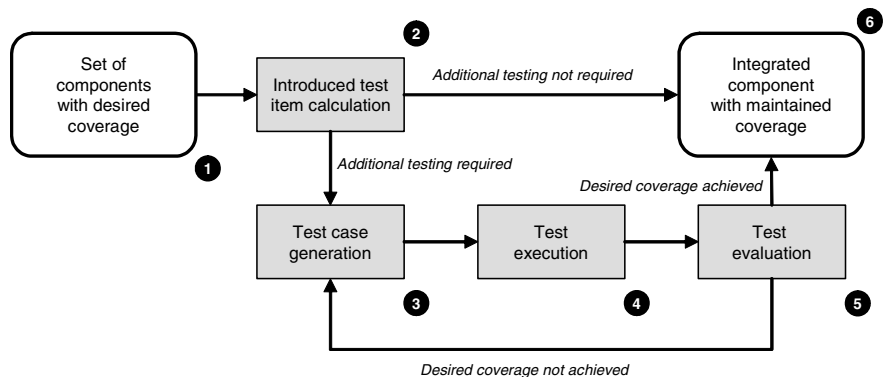 6
2
Set of
components
with desired
coverage
Introduced test
item calculation
Additional testing not required
Integrated
component
with maintained
coverage
1
Additional testing required
Desired coverage achieved
Test case
generation
Test
execution
Test
evaluation
3
4
5
Desired coverage not achieved